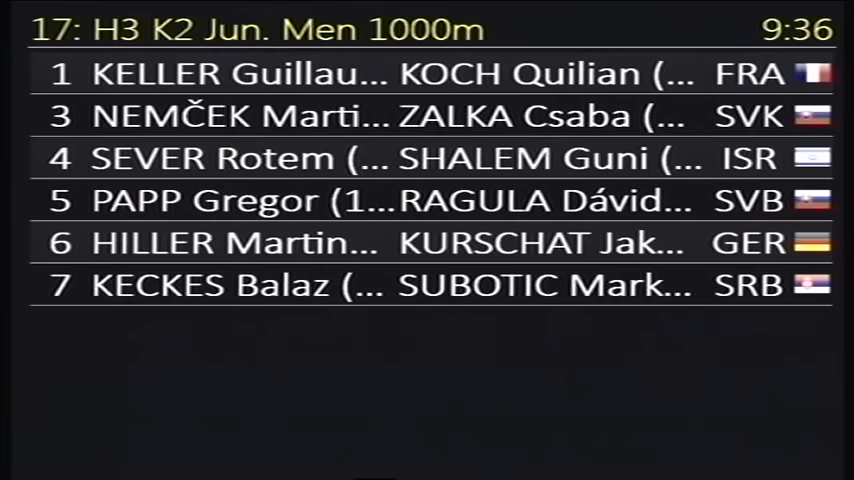 17: H3 K2 Jun. Men 1000m 9:36
1 KELLER Guillau... KOCH Quilian (... FRA
3 NEMČEK Marti... ZALKA Csaba (... SVK
4 SEVER Rotem (... SHALEM Guni (... ISR
5 PAPP Gregor (1... RAGULA Dávid... SVB
6 HILLER Martin... KURSCHAT Jak... GER
7 KECKES Balaz (... SUBOTIC Mark... SRB